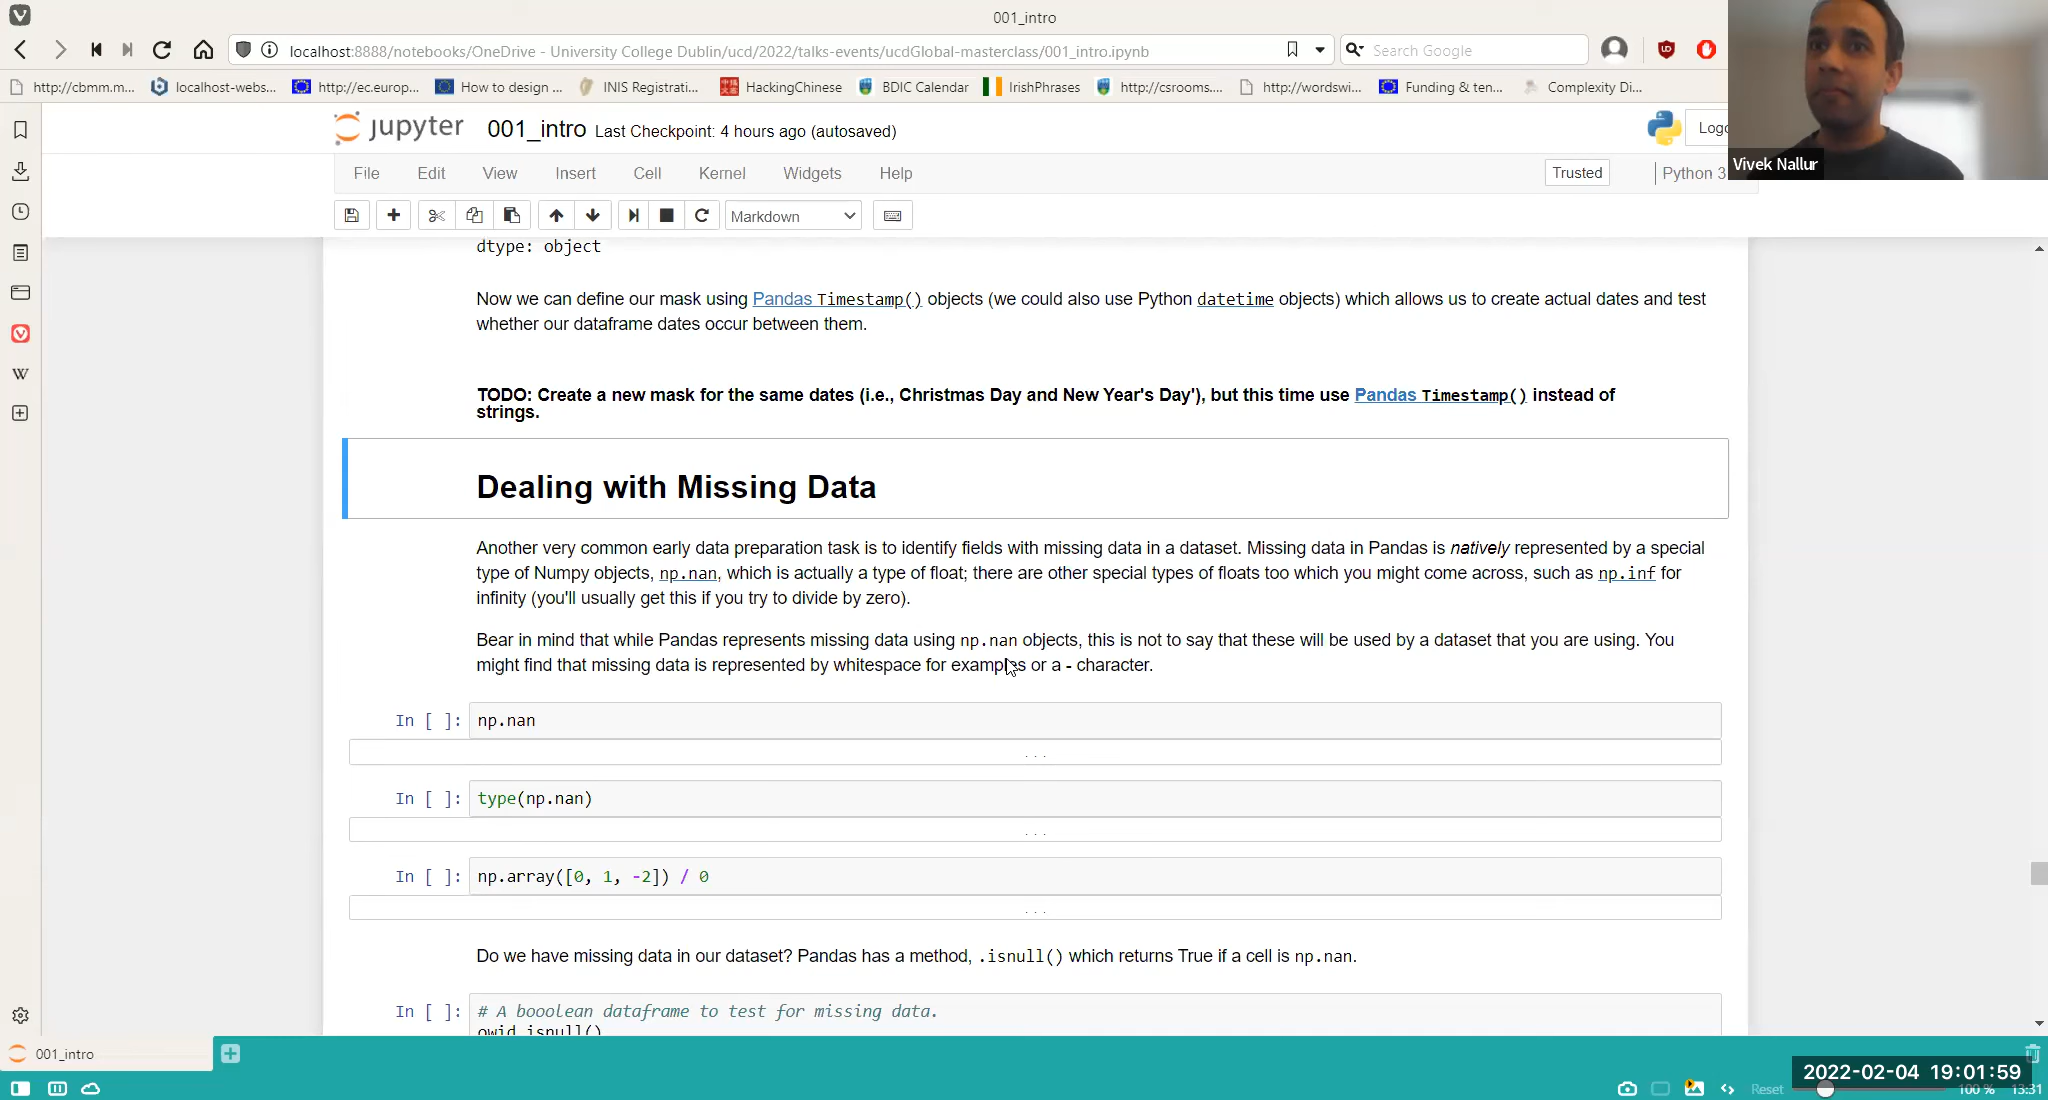 001_intro
localhost:8888/notebooks/OneDrive - University College Dublin/ucd/2022/talks-events/ucdGlobal-masterclass/001_intro.ipynb
Search Google
http://cbmm.m... localhost-webs... http://ec.europ... How to design ... INIS Registrati... HackingChinese BDIC Calendar IrishPhrases http://csrooms.... http://wordswi... Funding & ten... Complexity Di...
jupyter 001_intro Last Checkpoint: 4 hours ago (autosaved)
Logo
Vivek Nallur
File Edit View Insert Cell Kernel Widgets Help
Trusted
Python 3
Markdown
dtype: object
Now we can define our mask using Pandas Timestamp() objects (we could also use Python datetime objects) which allows us to create actual dates and test
whether our dataframe dates occur between them.
TODO: Create a new mask for the same dates (i.e., Christmas Day and New Year's Day'), but this time use Pandas Timestamp() instead of
strings.
Dealing with Missing Data
Another very common early data preparation task is to identify fields with missing data in a dataset. Missing data in Pandas is natively represented by a special
type of Numpy objects, np.nan, which is actually a type of float; there are other special types of floats too which you might come across, such as np.inf for
infinity (you'll usually get this if you try to divide by zero).
Bear in mind that while Pandas represents missing data using np.nan objects, this is not to say that these will be used by a dataset that you are using. You
might find that missing data is represented by whitespace for examples or a - character.
In [ ]: np.nan
...
In [ ]: type(np.nan)
...
In [ ]: np.array([0, 1, -2]) / 0
...
Do we have missing data in our dataset? Pandas has a method, .isnull() which returns True if a cell is np.nan.
In [ ]: # A booolean dataframe to test for missing data.
owid.isnull()
001_intro
2022-02-04 19:01:59
Reset
100 %
13:31